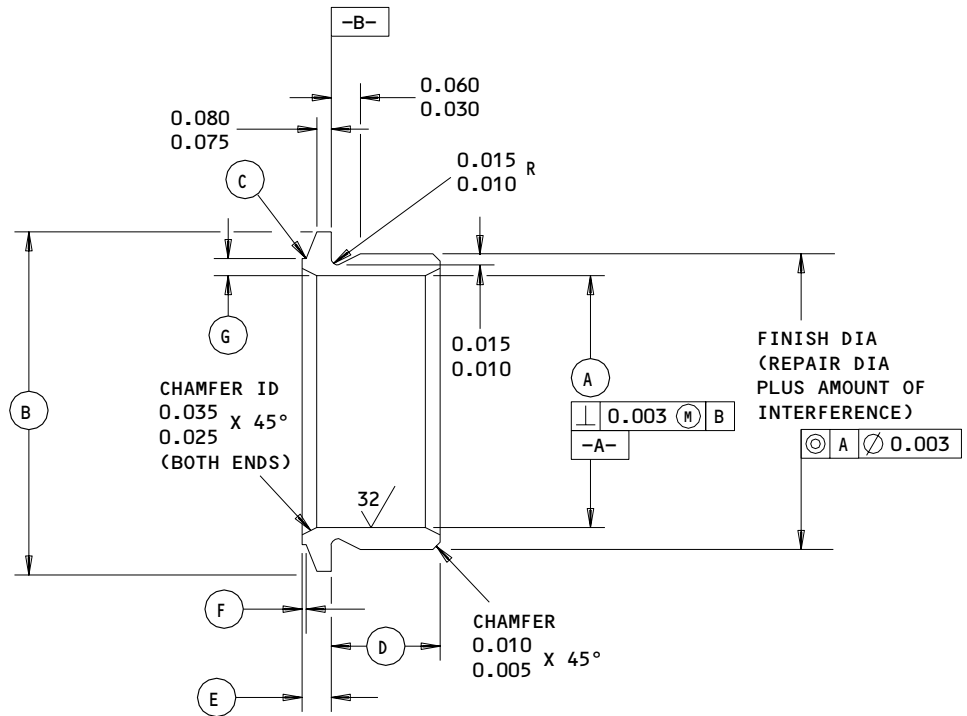 -B-
0.060
0.030
0.080
0.075
0.015 R
0.010
C
G
0.015
0.010
A
FINISH DIA
(REPAIR DIA
PLUS AMOUNT OF
INTERFERENCE)
⌖ A ∅ 0.003
B
CHAMFER ID
0.035
0.025 X 45°
(BOTH ENDS)
⊥ 0.003 Ⓜ B
-A-
32
F
D
CHAMFER
0.010
0.005 X 45°
E